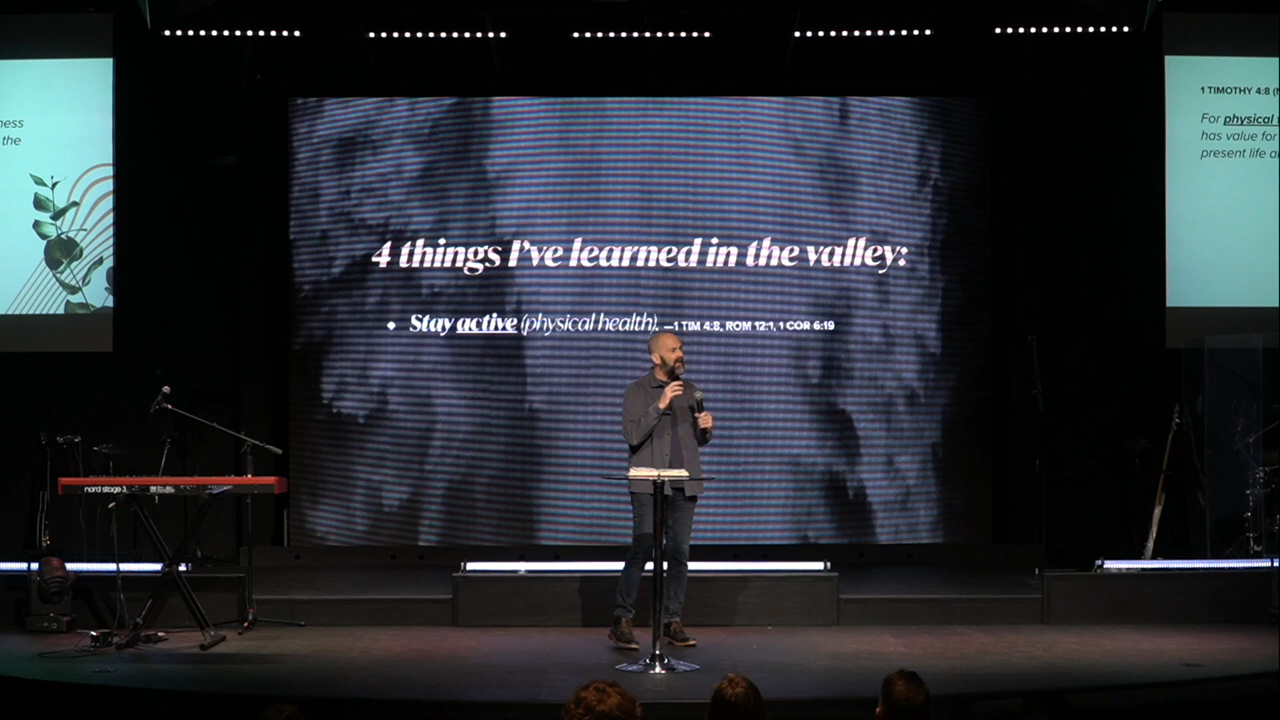 the
4 things I've learned in the valley:
Stay active (physical health). —1 TIM 4:8, ROM 12:1, 1 COR 6:19
1 TIMOTHY 4:8
For physical
has value for
present life
nord stage 3